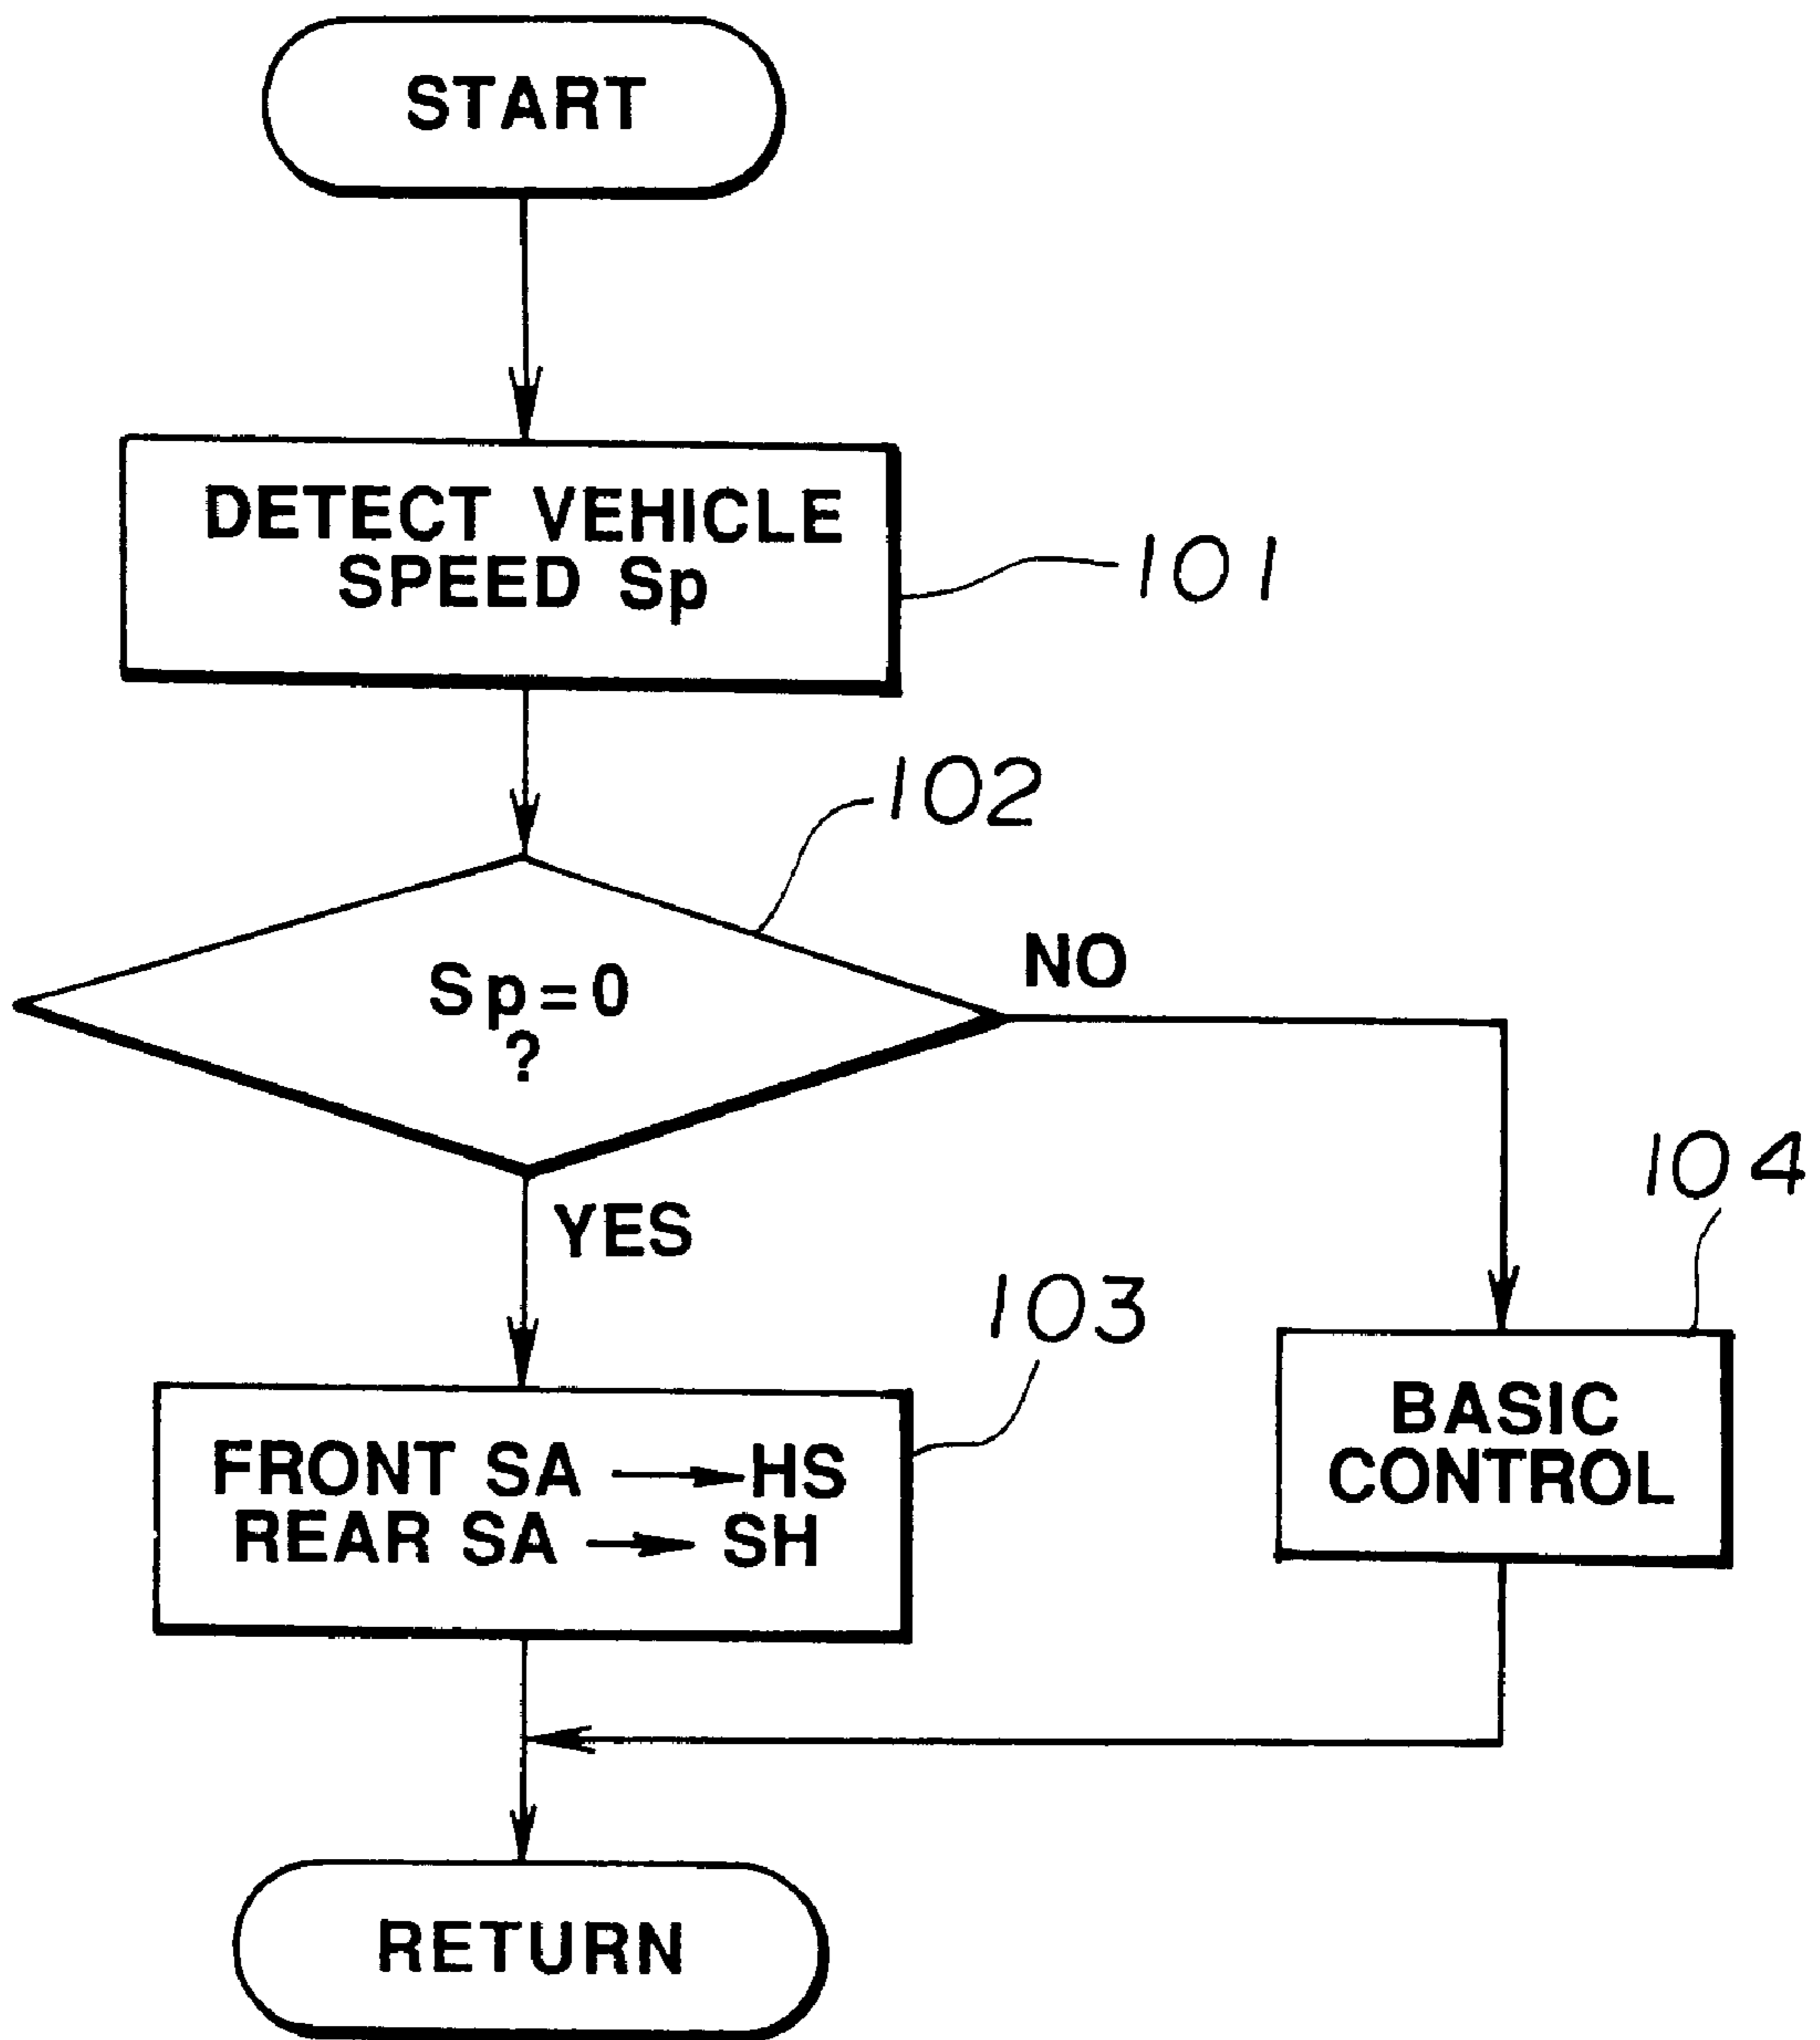 START
DETECT VEHICLE
SPEED Sp
101
102
Sp=0
?
NO
YES
104
103
FRONT SA → HS
REAR SA → SH
BASIC
CONTROL
RETURN